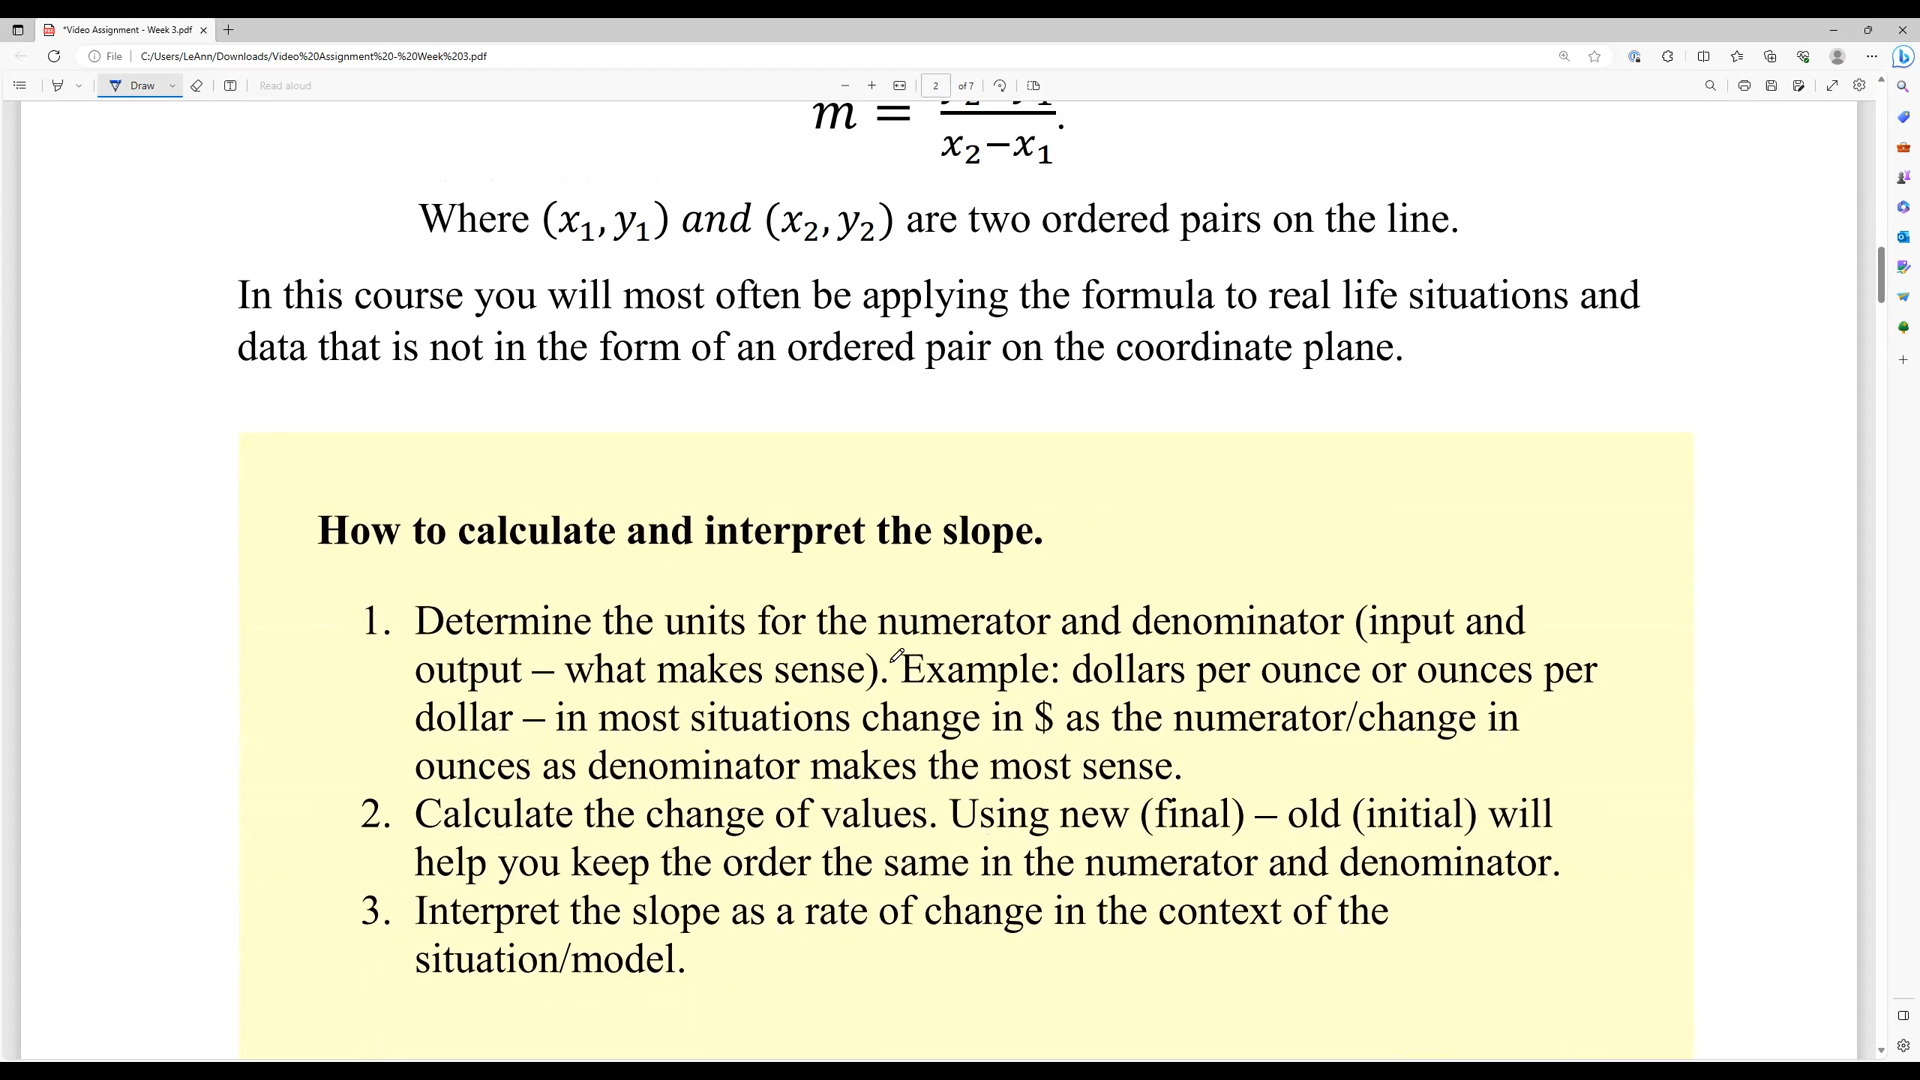 *Video Assignment - Week 3.pdf
File
C:/Users/LeAnn/Downloads/Video%20Assignment%20-%20Week%203.pdf
Draw
Read aloud
2
of 7
m = y₂−y₁
x₂−x₁.
Where (x₁, y₁) and (x₂, y₂) are two ordered pairs on the line.
In this course you will most often be applying the formula to real life situations and
data that is not in the form of an ordered pair on the coordinate plane.
How to calculate and interpret the slope.
1. Determine the units for the numerator and denominator (input and
output – what makes sense). Example: dollars per ounce or ounces per
dollar – in most situations change in $ as the numerator/change in
ounces as denominator makes the most sense.
2. Calculate the change of values. Using new (final) – old (initial) will
help you keep the order the same in the numerator and denominator.
3. Interpret the slope as a rate of change in the context of the
situation/model.